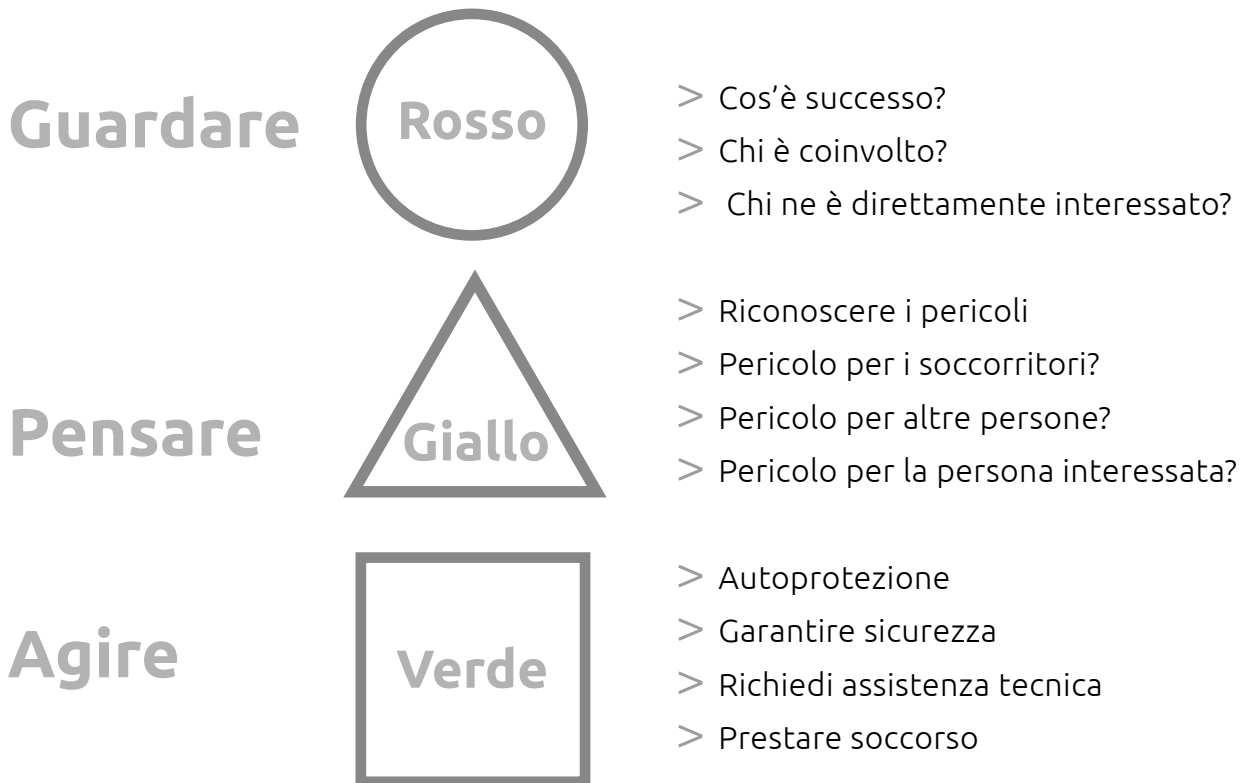 Guardare
Rosso
> Cos’è successo?
> Chi è coinvolto?
> Chi ne è direttamente interessato?
Pensare
Giallo
> Riconoscere i pericoli
> Pericolo per i soccorritori?
> Pericolo per altre persone?
> Pericolo per la persona interessata?
Agire
Verde
> Autoprotezione
> Garantire sicurezza
> Richiedi assistenza tecnica
> Prestare soccorso